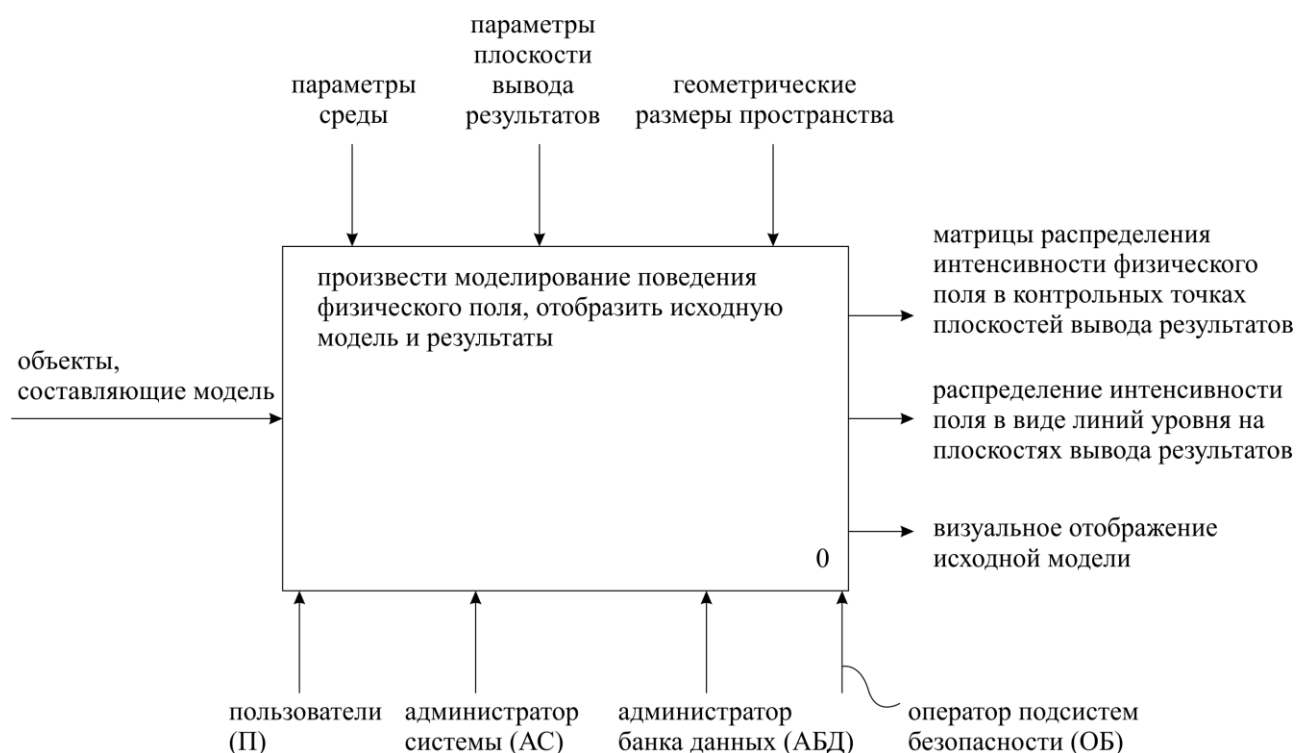 параметры
плоскости
вывода
результатов
параметры
среды
геометрические
размеры пространства
произвести моделирование поведения
физического поля, отобразить исходную
модель и результаты
0
объекты,
составляющие модель
матрицы распределения
интенсивности физического
поля в контрольных точках
плоскостей вывода результатов
распределение интенсивности
поля в виде линий уровня на
плоскостях вывода результатов
визуальное отображение
исходной модели
пользователи
(П)
администратор
системы (АС)
администратор
банка данных (АБД)
оператор подсистем
безопасности (ОБ)